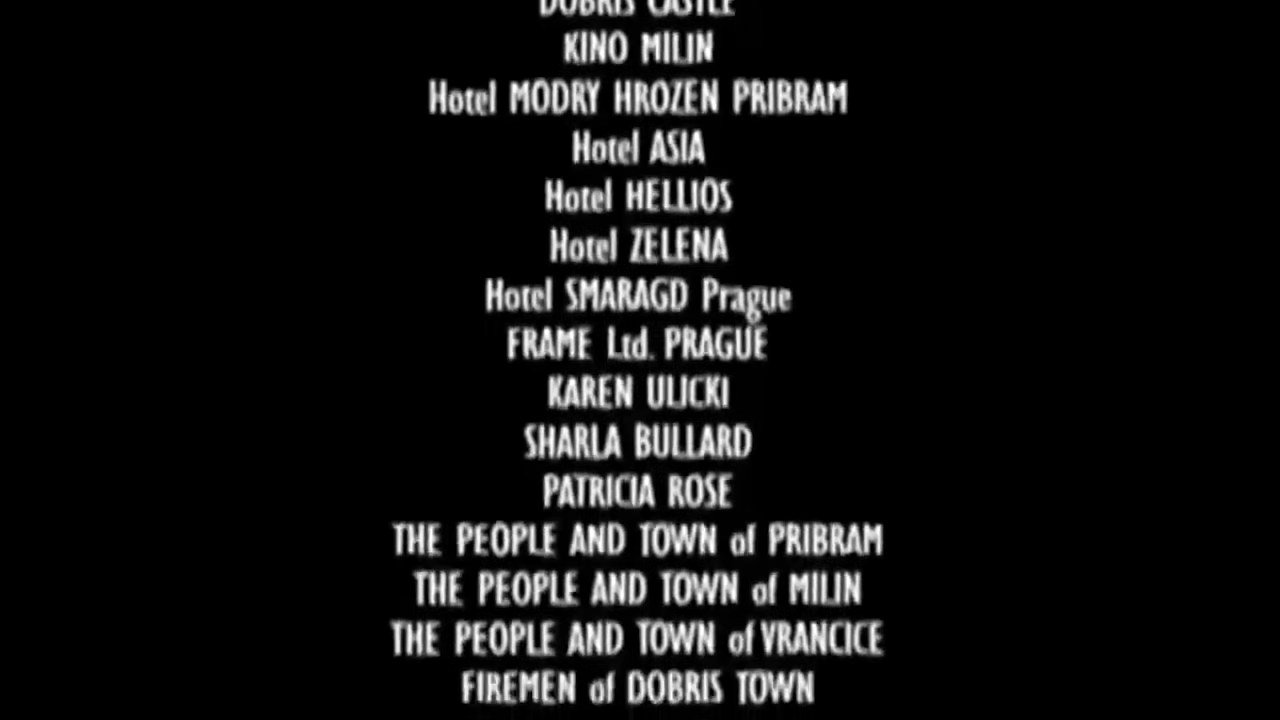 DOBRIS CASTLE
KINO MILIN
Hotel MODRY HROZEN PRIBRAM
Hotel ASIA
Hotel HELLIOS
Hotel ZELENA
Hotel SMARAGD Prague
FRAME Ltd. PRAGUE
KAREN ULICKI
SHARLA BULLARD
PATRICIA ROSE
THE PEOPLE AND TOWN of PRIBRAM
THE PEOPLE AND TOWN of MILIN
THE PEOPLE AND TOWN of VRANCICE
FIREMEN of DOBRIS TOWN